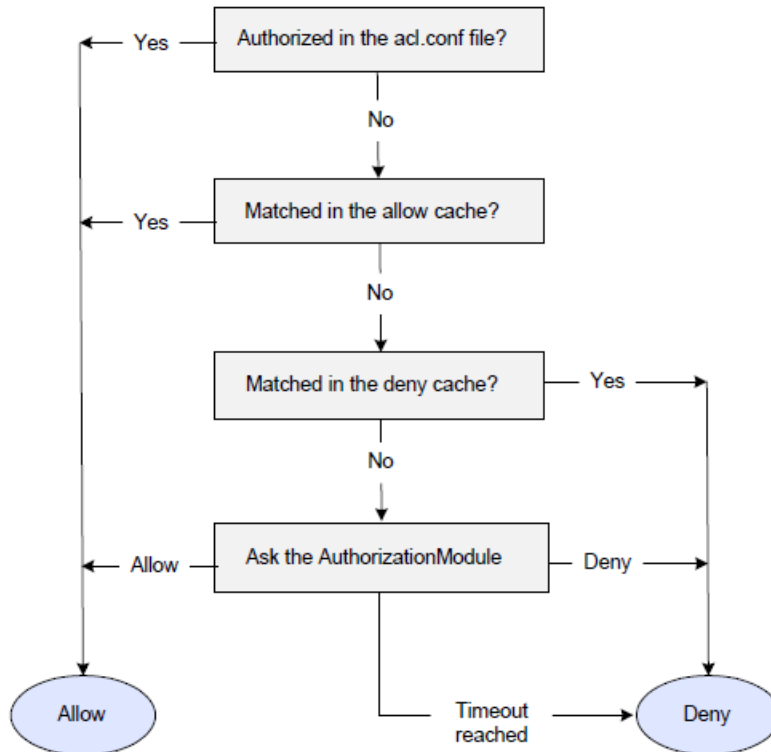 Yes
Authorized in the acl.conf file?
No
Yes
Matched in the allow cache?
No
Matched in the deny cache?
Yes
No
Allow
Ask the AuthorizationModule
Deny
Allow
Timeout
reached
Deny